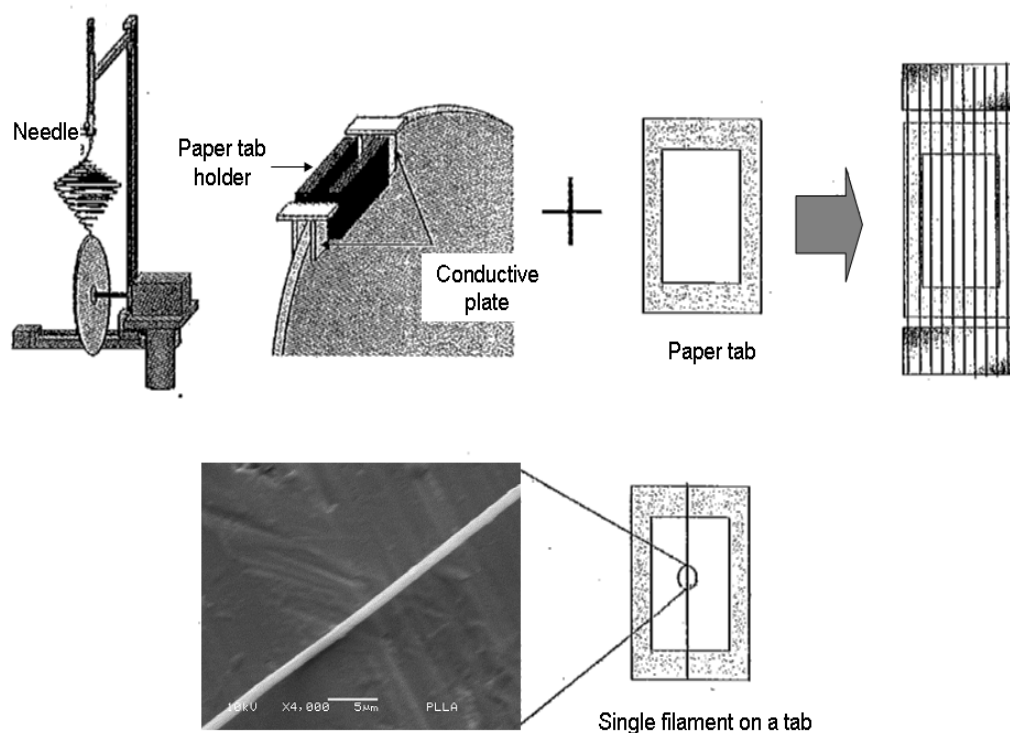 Needle
Paper tab
holder
Conductive
plate
Paper tab
10kV X4,000 5μm PLLA
Single filament on a tab